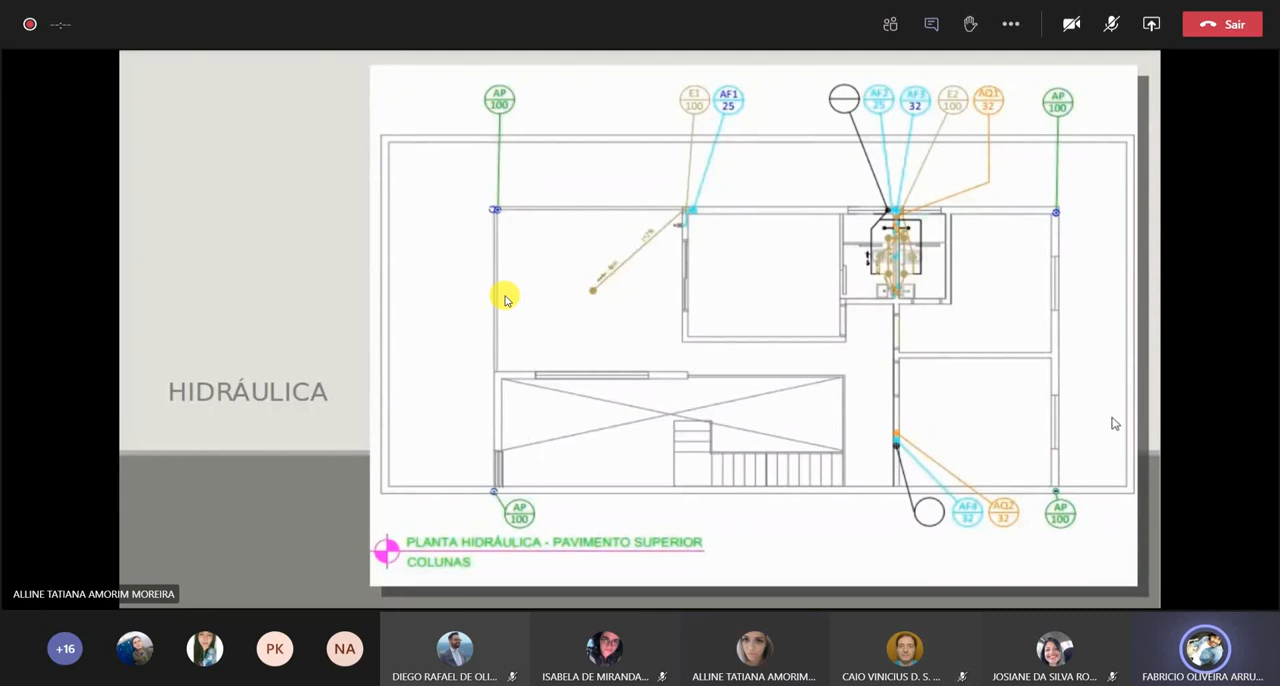 --:--
Sair
AP
100
E1
100
AF1
25
AF2
25
AF3
32
E2
100
AQ1
32
AP
100
HIDRÁULICA
AP
100
AF4
32
AQ2
32
AP
100
PLANTA HIDRÁULICA - PAVIMENTO SUPERIOR
COLUNAS
ALLINE TATIANA AMORIM MOREIRA
+16
PK
NA
DIEGO RAFAEL DE OLI...
ISABELA DE MIRANDA...
ALLINE TATIANA AMORIM...
CAIO VINICIUS D. S. ...
JOSIANE DA SILVA RO...
FABRICIO OLIVEIRA ARRU...